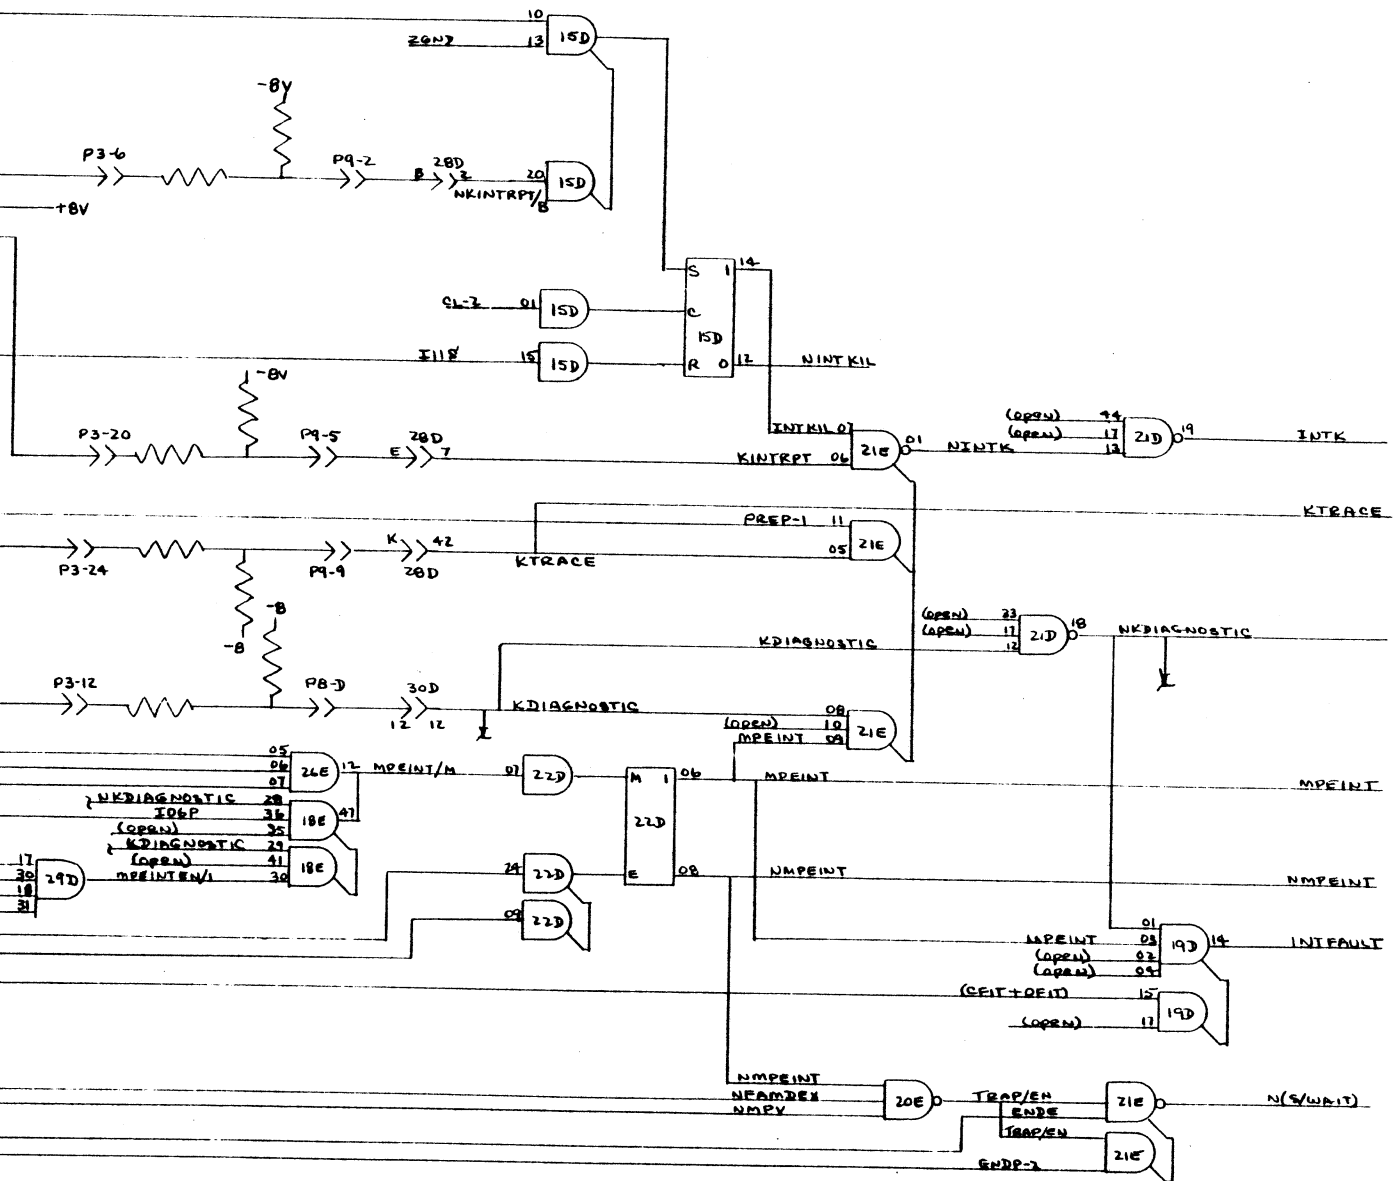 10
ZGND 13 15D
-8V
P3-6 P9-2 B 28D 2 20 15D
NKINTRPT/B
+8V
S 1 14
CL-2 01 15D C
15D
I118 15 15D R 0 12 NINTKIL
-8V
(OPEN) 44
P3-20 P9-5 28D INTKIL 07 01 (OPEN) 17 21D 19 INTK
E 7 KINTRPT 06 21E NINTK 13
KTRACE
PREP-1 11
K 42 05 21E
P3-24 P9-9 28D KTRACE
-8
-8
(OPEN) 33
(OPEN) 17 21D 18 NKDIAGNOSTIC
KDIAGNOSTIC 12
P3-12 P8-D 30D
12 12 KDIAGNOSTIC 08
(OPEN) 10 21E
MPEINT 09
05
06 26E 12 MPEINT/M 07 22D M 1 06 MPEINT MPEINT
07
NKDIAGNOSTIC 28
IOGP 36 18E 47 22D
(OPEN) 35
KDIAGNOSTIC 29
17 (OPEN) 41 18E 24 22D E 08 NMPEINT NMPEINT
30 29D MPEINTEN/1 30
18
31
09 22D
01
MPEINT 03 19D 14 INTFAULT
(OPEN) 02
(OPEN) 04
(CFIT+OFIT) 15
(OPEN) 17 19D
NMPEINT
NFAMDEX 20E TRAP/EN 21E N(S/WAIT)
NMPV ENDE
TRAP/EN
ENDP-2 21E